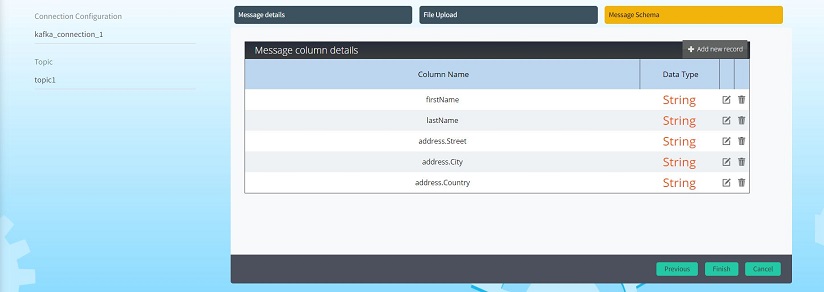 Connection Configuration
kafka_connection_1
Topic
topic1
Message details
File Upload
Message Schema
Message column details
Add new record
Column Name Data Type
firstName String
lastName String
address.Street String
address.City String
address.Country String
Previous Finish Cancel